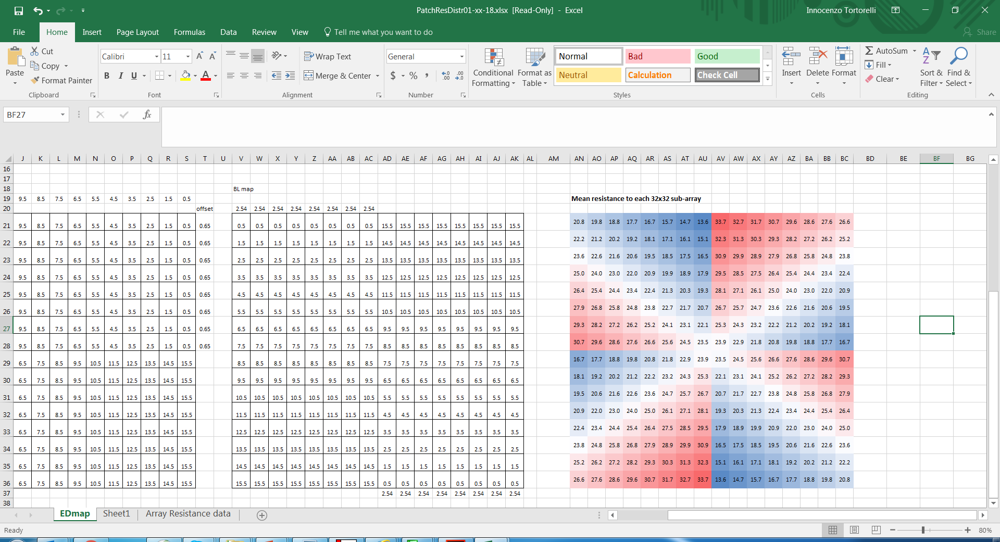 PatchResDistr01-xx-18.xlsx [Read-Only] - Excel
Innocenzo Tortorelli
File Home Insert Page Layout Formulas Data Review View Tell me what you want to do
Share
Paste
Cut
Copy
Format Painter
Clipboard
Calibri 11
B I U
Font
Wrap Text
Merge & Center
Alignment
General
$ % ,
Number
Conditional Formatting
Format as Table
Normal Bad Good
Neutral Calculation Check Cell
Styles
Insert Delete Format
Cells
AutoSum
Fill
Clear
Sort & Filter
Find & Select
Editing
BF27 fx
J K L M N O P Q R S T U V W X Y Z AA AB AC AD AE AF AG AH AI AJ AK AL AM AN AO AP AQ AR AS AT AU AV AW AX AY AZ BA BB BC BD BE BF BG
16
17
18 BL map
19 9.5 8.5 7.5 6.5 5.5 4.5 3.5 2.5 1.5 0.5 Mean resistance to each 32x32 sub-array
20 offset 2.54 2.54 2.54 2.54 2.54 2.54 2.54 2.54
21 9.5 8.5 7.5 6.5 5.5 4.5 3.5 2.5 1.5 0.5 0.65 0.5 0.5 0.5 0.5 0.5 0.5 0.5 0.5 15.5 15.5 15.5 15.5 15.5 15.5 15.5 15.5 20.8 19.8 18.8 17.7 16.7 15.7 14.7 13.6 33.7 32.7 31.7 30.7 29.6 28.6 27.6 26.6
22 9.5 8.5 7.5 6.5 5.5 4.5 3.5 2.5 1.5 0.5 0.65 1.5 1.5 1.5 1.5 1.5 1.5 1.5 1.5 14.5 14.5 14.5 14.5 14.5 14.5 14.5 14.5 22.2 21.2 20.2 19.2 18.1 17.1 16.1 15.1 32.3 31.3 30.3 29.3 28.2 27.2 26.2 25.2
23 9.5 8.5 7.5 6.5 5.5 4.5 3.5 2.5 1.5 0.5 0.65 2.5 2.5 2.5 2.5 2.5 2.5 2.5 2.5 13.5 13.5 13.5 13.5 13.5 13.5 13.5 13.5 23.6 22.6 21.6 20.6 19.5 18.5 17.5 16.5 30.9 29.9 28.9 27.9 26.8 25.8 24.8 23.8
24 9.5 8.5 7.5 6.5 5.5 4.5 3.5 2.5 1.5 0.5 0.65 3.5 3.5 3.5 3.5 3.5 3.5 3.5 3.5 12.5 12.5 12.5 12.5 12.5 12.5 12.5 12.5 25.0 24.0 23.0 22.0 20.9 19.9 18.9 17.9 29.5 28.5 27.5 26.4 25.4 24.4 23.4 22.4
25 9.5 8.5 7.5 6.5 5.5 4.5 3.5 2.5 1.5 0.5 0.65 4.5 4.5 4.5 4.5 4.5 4.5 4.5 4.5 11.5 11.5 11.5 11.5 11.5 11.5 11.5 11.5 26.4 25.4 24.4 23.4 22.4 21.3 20.3 19.3 28.1 27.1 26.1 25.0 24.0 23.0 22.0 20.9
26 9.5 8.5 7.5 6.5 5.5 4.5 3.5 2.5 1.5 0.5 0.65 5.5 5.5 5.5 5.5 5.5 5.5 5.5 5.5 10.5 10.5 10.5 10.5 10.5 10.5 10.5 10.5 27.9 26.8 25.8 24.8 23.8 22.7 21.7 20.7 26.7 25.7 24.7 23.6 22.6 21.6 20.6 19.5
27 9.5 8.5 7.5 6.5 5.5 4.5 3.5 2.5 1.5 0.5 0.65 6.5 6.5 6.5 6.5 6.5 6.5 6.5 6.5 9.5 9.5 9.5 9.5 9.5 9.5 9.5 9.5 29.3 28.2 27.2 26.2 25.2 24.1 23.1 22.1 25.3 24.3 23.2 22.2 21.2 20.2 19.2 18.1
28 9.5 8.5 7.5 6.5 5.5 4.5 3.5 2.5 1.5 0.5 0.65 7.5 7.5 7.5 7.5 7.5 7.5 7.5 7.5 8.5 8.5 8.5 8.5 8.5 8.5 8.5 8.5 30.7 29.6 28.6 27.6 26.6 25.6 24.5 23.5 23.9 22.9 21.8 20.8 19.8 18.8 17.7 16.7
29 6.5 7.5 8.5 9.5 10.5 11.5 12.5 13.5 14.5 15.5 8.5 8.5 8.5 8.5 8.5 8.5 8.5 8.5 7.5 7.5 7.5 7.5 7.5 7.5 7.5 7.5 16.7 17.7 18.8 19.8 20.8 21.8 22.9 23.9 23.5 24.5 25.6 26.6 27.6 28.6 29.6 30.7
30 6.5 7.5 8.5 9.5 10.5 11.5 12.5 13.5 14.5 15.5 9.5 9.5 9.5 9.5 9.5 9.5 9.5 9.5 6.5 6.5 6.5 6.5 6.5 6.5 6.5 6.5 18.1 19.2 20.2 21.2 22.2 23.2 24.3 25.3 22.1 23.1 24.1 25.2 26.2 27.2 28.2 29.3
31 6.5 7.5 8.5 9.5 10.5 11.5 12.5 13.5 14.5 15.5 10.5 10.5 10.5 10.5 10.5 10.5 10.5 10.5 5.5 5.5 5.5 5.5 5.5 5.5 5.5 5.5 19.5 20.6 21.6 22.6 23.6 24.7 25.7 26.7 20.7 21.7 22.7 23.8 24.8 25.8 26.8 27.9
32 6.5 7.5 8.5 9.5 10.5 11.5 12.5 13.5 14.5 15.5 11.5 11.5 11.5 11.5 11.5 11.5 11.5 11.5 4.5 4.5 4.5 4.5 4.5 4.5 4.5 4.5 20.9 22.0 23.0 24.0 25.0 26.1 27.1 28.1 19.3 20.3 21.3 22.4 23.4 24.4 25.4 26.4
33 6.5 7.5 8.5 9.5 10.5 11.5 12.5 13.5 14.5 15.5 12.5 12.5 12.5 12.5 12.5 12.5 12.5 12.5 3.5 3.5 3.5 3.5 3.5 3.5 3.5 3.5 22.4 23.4 24.4 25.4 26.4 27.5 28.5 29.5 17.9 18.9 19.9 20.9 22.0 23.0 24.0 25.0
34 6.5 7.5 8.5 9.5 10.5 11.5 12.5 13.5 14.5 15.5 13.5 13.5 13.5 13.5 13.5 13.5 13.5 13.5 2.5 2.5 2.5 2.5 2.5 2.5 2.5 2.5 23.8 24.8 25.8 26.8 27.9 28.9 29.9 30.9 16.5 17.5 18.5 19.5 20.6 21.6 22.6 23.6
35 6.5 7.5 8.5 9.5 10.5 11.5 12.5 13.5 14.5 15.5 14.5 14.5 14.5 14.5 14.5 14.5 14.5 14.5 1.5 1.5 1.5 1.5 1.5 1.5 1.5 1.5 25.2 26.2 27.2 28.2 29.3 30.3 31.3 32.3 15.1 16.1 17.1 18.1 19.2 20.2 21.2 22.2
36 6.5 7.5 8.5 9.5 10.5 11.5 12.5 13.5 14.5 15.5 15.5 15.5 15.5 15.5 15.5 15.5 15.5 15.5 0.5 0.5 0.5 0.5 0.5 0.5 0.5 0.5 26.6 27.6 28.6 29.6 30.7 31.7 32.7 33.7 13.6 14.7 15.7 16.7 17.7 18.8 19.8 20.8
37 2.54 2.54 2.54 2.54 2.54 2.54 2.54 2.54
38
EDmap Sheet1 Array Resistance data
Ready 80%